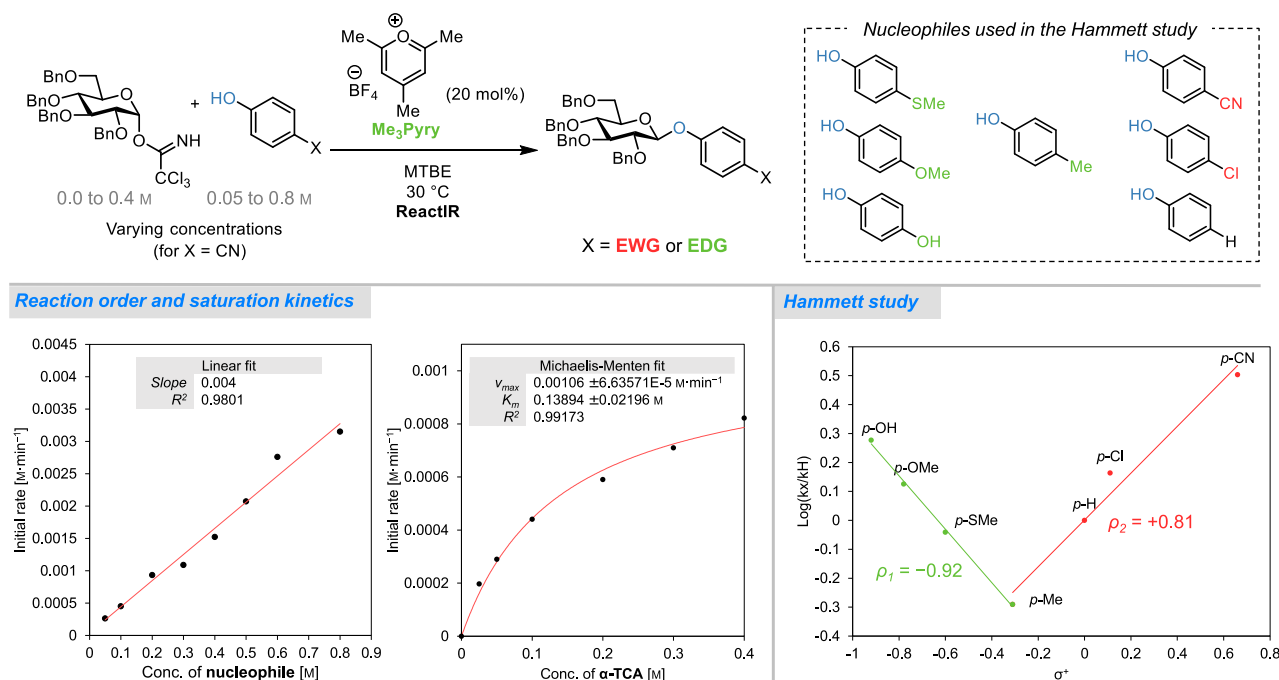 Me
O
⊕
Me
⊖
BF4
Me
Me₃Pyry
(20 mol%)
MTBE
30 °C
ReactIR
BnO
BnO
BnO
BnO
O
O
NH
CCl3
+
HO
X
0.0 to 0.4 M
0.05 to 0.8 M
Varying concentrations
(for X = CN)
BnO
BnO
BnO
BnO
O
O
X
X = EWG or EDG
Nucleophiles used in the Hammett study
HO
SMe
HO
OMe
HO
OH
HO
Me
HO
CN
HO
Cl
HO
H
Reaction order and saturation kinetics
Linear fit
Slope 0.004
R² 0.9801
0.0045
0.004
0.0035
0.003
0.0025
0.002
0.0015
0.001
0.0005
0
Initial rate [M·min⁻¹]
0 0.1 0.2 0.3 0.4 0.5 0.6 0.7 0.8 0.9
Conc. of nucleophile [M]
Michaelis-Menten fit
vmax 0.00106 ±6.63571E-5 M·min⁻¹
Km 0.13894 ±0.02196 M
R² 0.99173
0.001
0.0008
0.0006
0.0004
0.0002
0
Initial rate [M·min⁻¹]
0 0.1 0.2 0.3 0.4
Conc. of α-TCA [M]
Hammett study
0.6
0.5
0.4
0.3
0.2
0.1
0
-0.1
-0.2
-0.3
-0.4
Log(kx/kH)
p-OH
p-OMe
p-SMe
p-Me
p-H
p-Cl
p-CN
ρ1 = −0.92
ρ2 = +0.81
-1 -0.8 -0.6 -0.4 -0.2 0 0.2 0.4 0.6 0.8
σ⁺